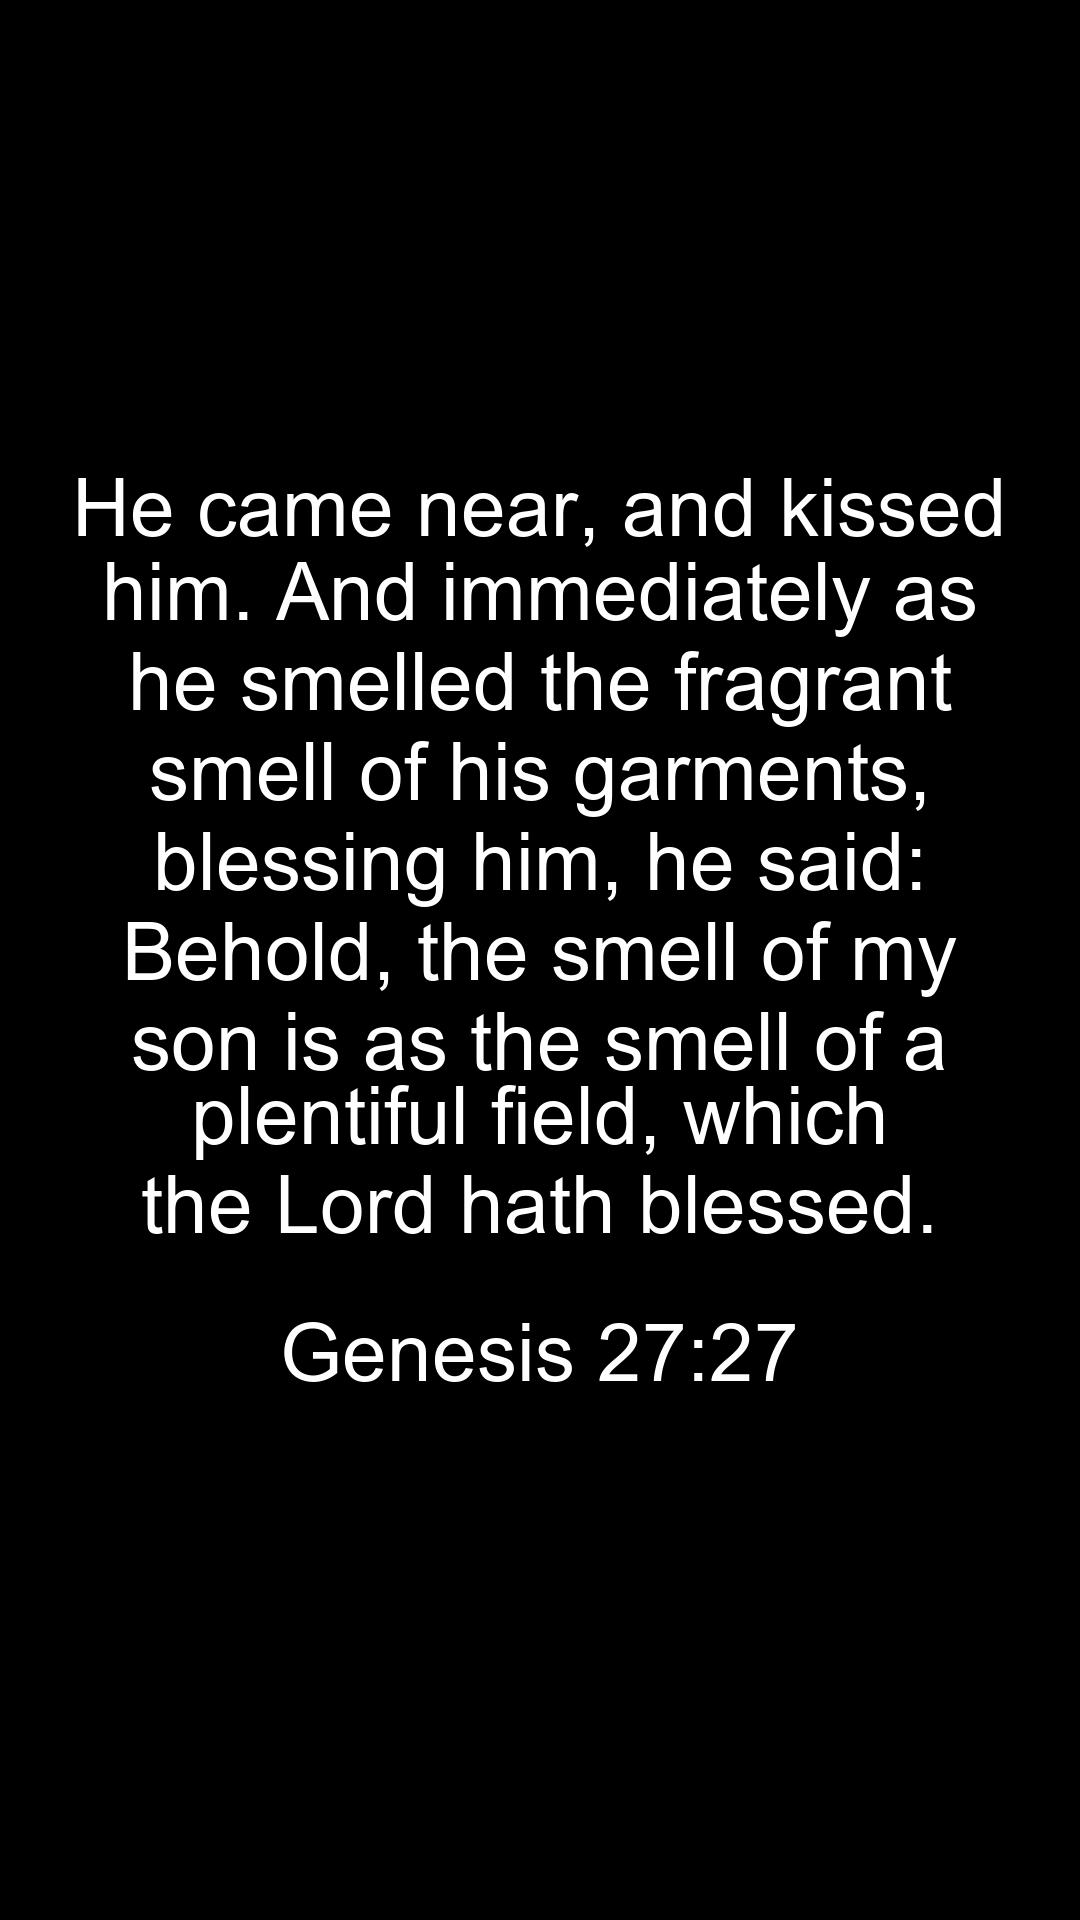 He came near, and kissed
him. And immediately as
he smelled the fragrant
smell of his garments,
blessing him, he said:
Behold, the smell of my
son is as the smell of a
plentiful field, which
the Lord hath blessed.
Genesis 27:27